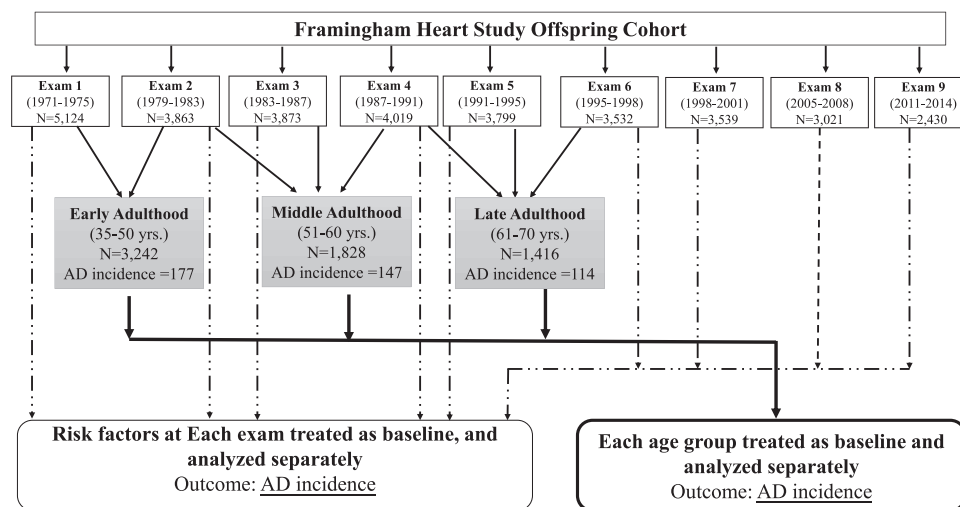 Framingham Heart Study Offspring Cohort
Exam 1
(1971-1975)
N=5,124
Exam 2
(1979-1983)
N=3,863
Exam 3
(1983-1987)
N=3,873
Exam 4
(1987-1991)
N=4,019
Exam 5
(1991-1995)
N=3,799
Exam 6
(1995-1998)
N=3,532
Exam 7
(1998-2001)
N=3,539
Exam 8
(2005-2008)
N=3,021
Exam 9
(2011-2014)
N=2,430
Early Adulthood
(35-50 yrs.)
N=3,242
AD incidence =177
Middle Adulthood
(51-60 yrs.)
N=1,828
AD incidence =147
Late Adulthood
(61-70 yrs.)
N=1,416
AD incidence =114
Risk factors at Each exam treated as baseline, and
analyzed separately
Outcome: AD incidence
Each age group treated as baseline and
analyzed separately
Outcome: AD incidence